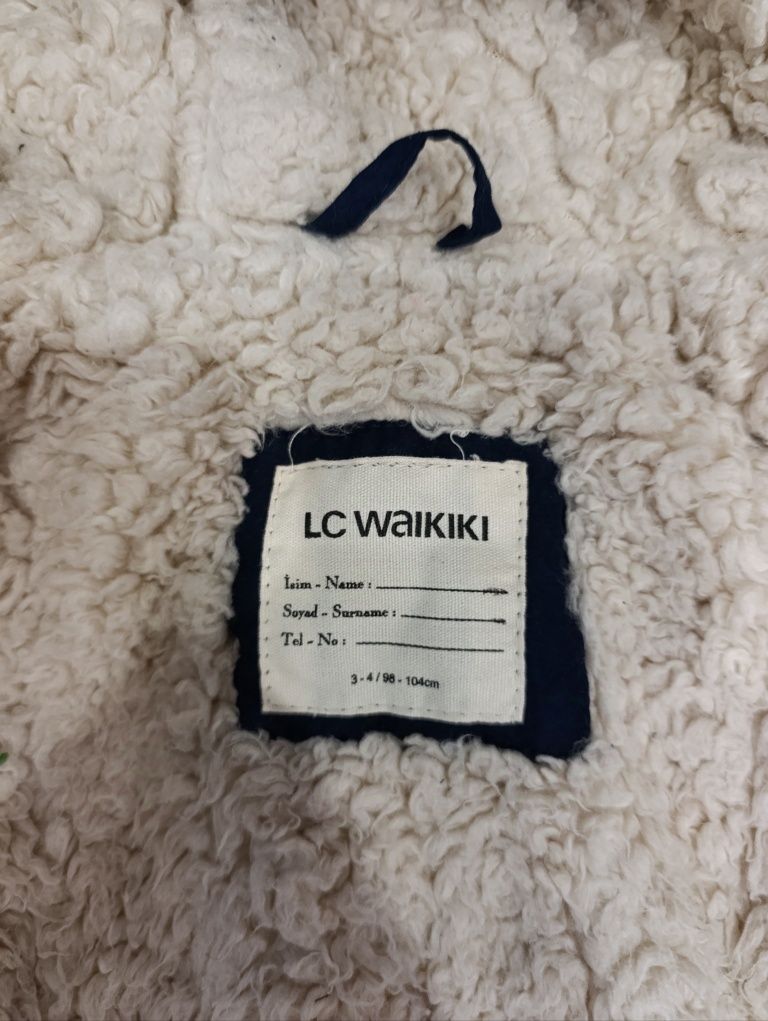 LC WAIKIKI
İsim - Name :
Soyad - Surname :
Tel - No :
3 - 4 / 98 - 104cm